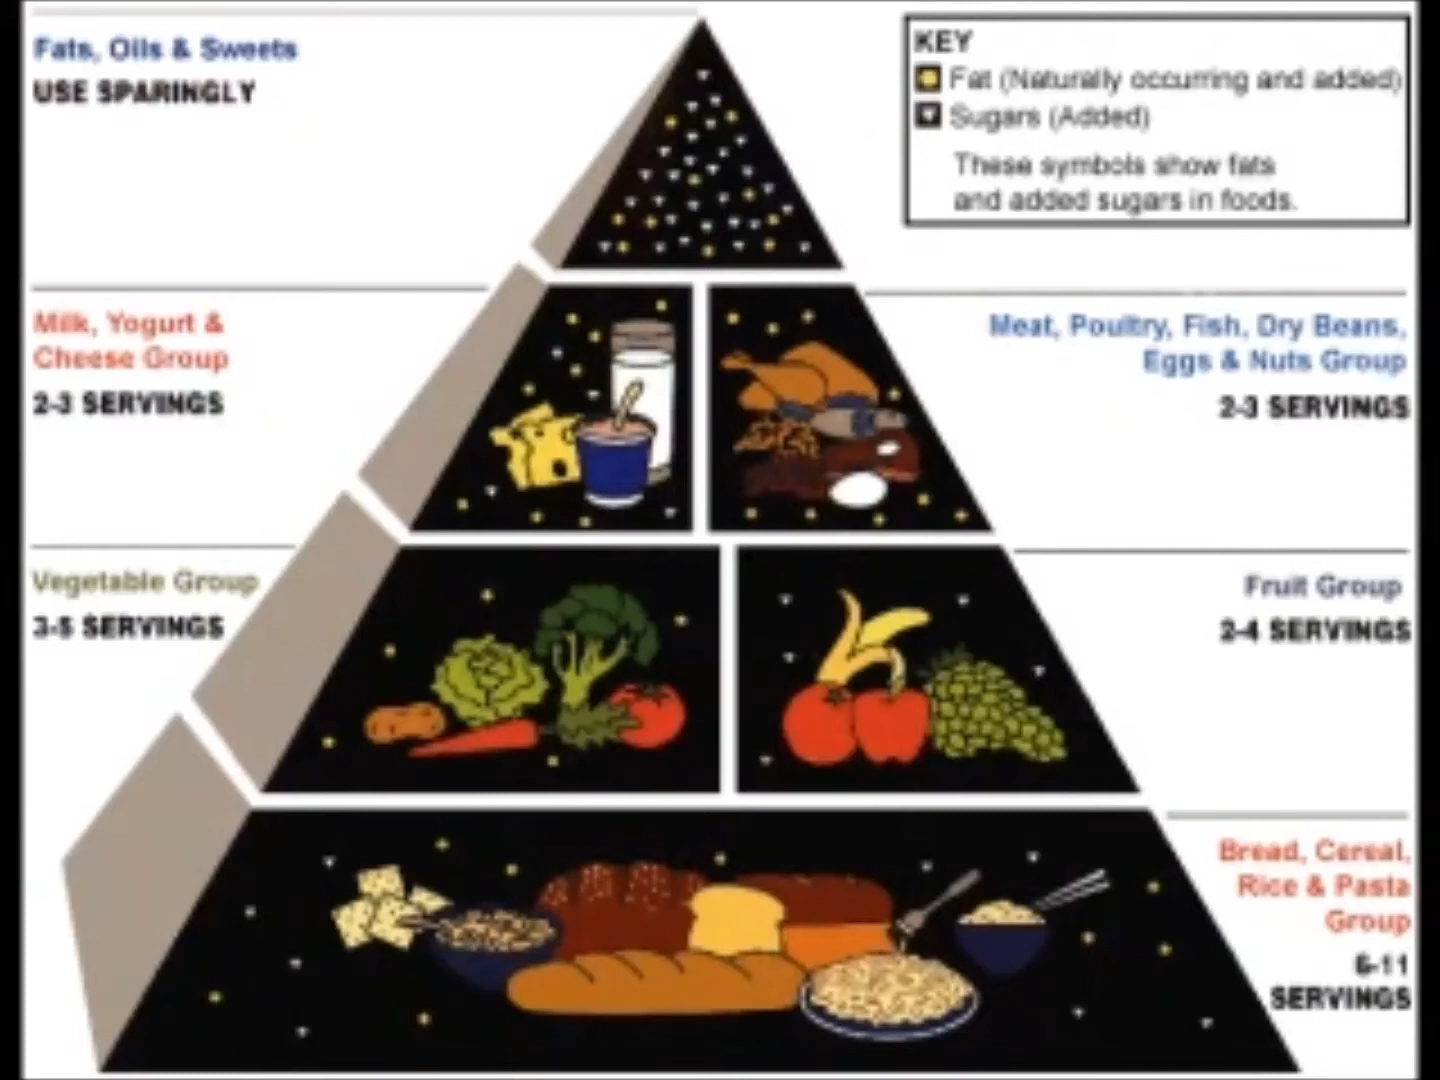 Fats, Oils & Sweets
USE SPARINGLY
KEY
Fat (Naturally occurring and added)
Sugars (Added)
These symbols show fats
and added sugars in foods.
Milk, Yogurt &
Cheese Group
2-3 SERVINGS
Meat, Poultry, Fish, Dry Beans,
Eggs & Nuts Group
2-3 SERVINGS
Vegetable Group
3-5 SERVINGS
Fruit Group
2-4 SERVINGS
Bread, Cereal,
Rice & Pasta
Group
6-11
SERVINGS